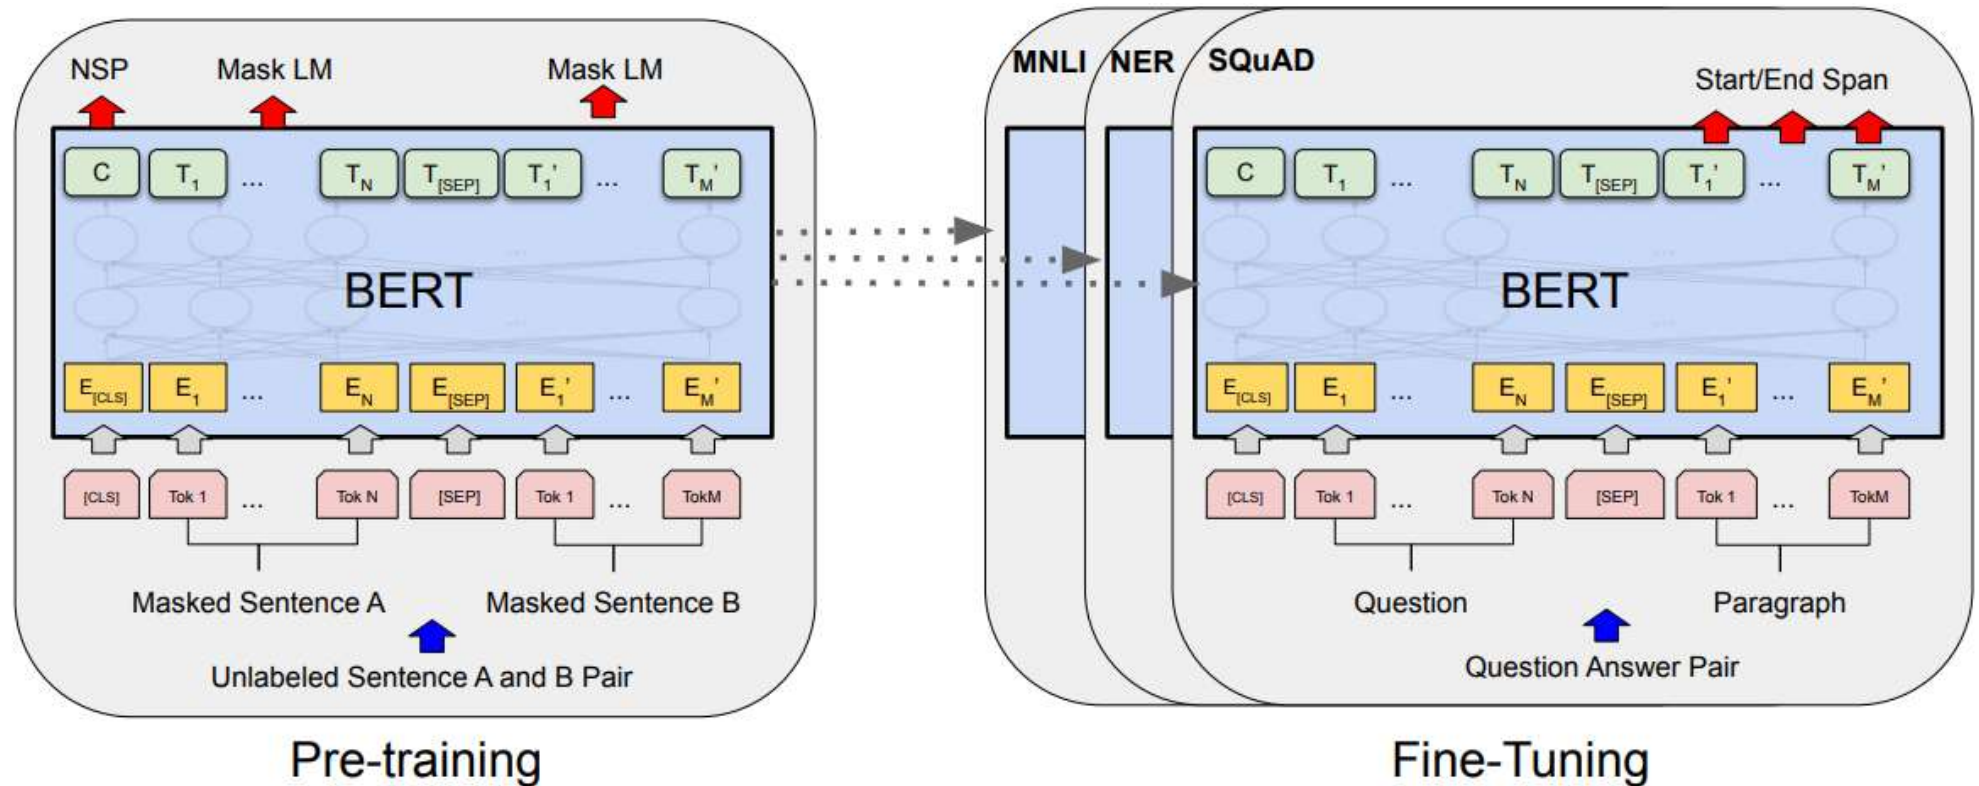 NSP Mask LM Mask LM
C T1 ... TN T[SEP] T1' ... TM'
BERT
E[CLS] E1 ... EN E[SEP] E1' ... EM'
[CLS] Tok 1 ... Tok N [SEP] Tok 1 ... TokM
Masked Sentence A Masked Sentence B
Unlabeled Sentence A and B Pair
Pre-training
MNLI NER SQuAD
Start/End Span
C T1 ... TN T[SEP] T1' ... TM'
BERT
E[CLS] E1 ... EN E[SEP] E1' ... EM'
[CLS] Tok 1 ... Tok N [SEP] Tok 1 ... TokM
Question Paragraph
Question Answer Pair
Fine-Tuning